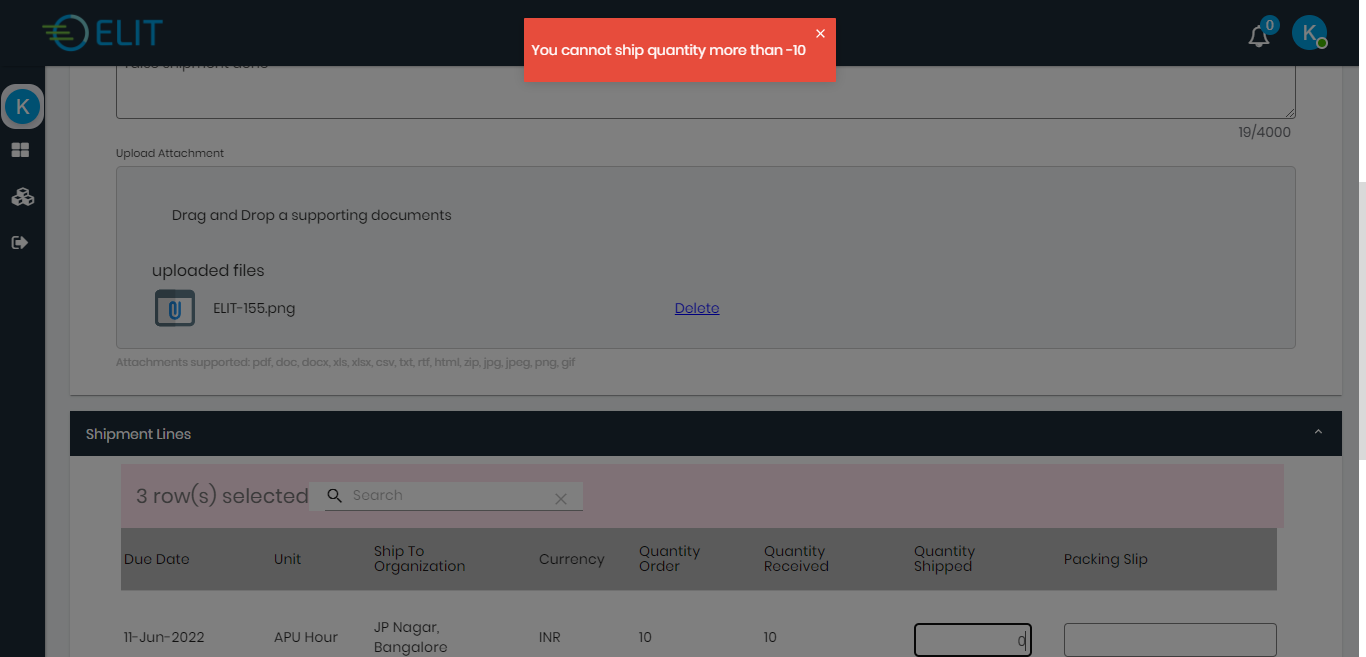 ELIT
You cannot ship quantity more than -10
0
K
K
19/4000
Upload Attachment
Drag and Drop a supporting documents
uploaded files
ELIT-155.png
Delete
Attachments supported: pdf, doc, docx, xls, xlsx, csv, txt, rtf, html, zip, jpg, jpeg, png, gif
Shipment Lines
3 row(s) selected
Search
Due Date
Unit
Ship To
Organization
Currency
Quantity
Order
Quantity
Received
Quantity
Shipped
Packing Slip
11-Jun-2022
APU Hour
JP Nagar,
Bangalore
INR
10
10
0